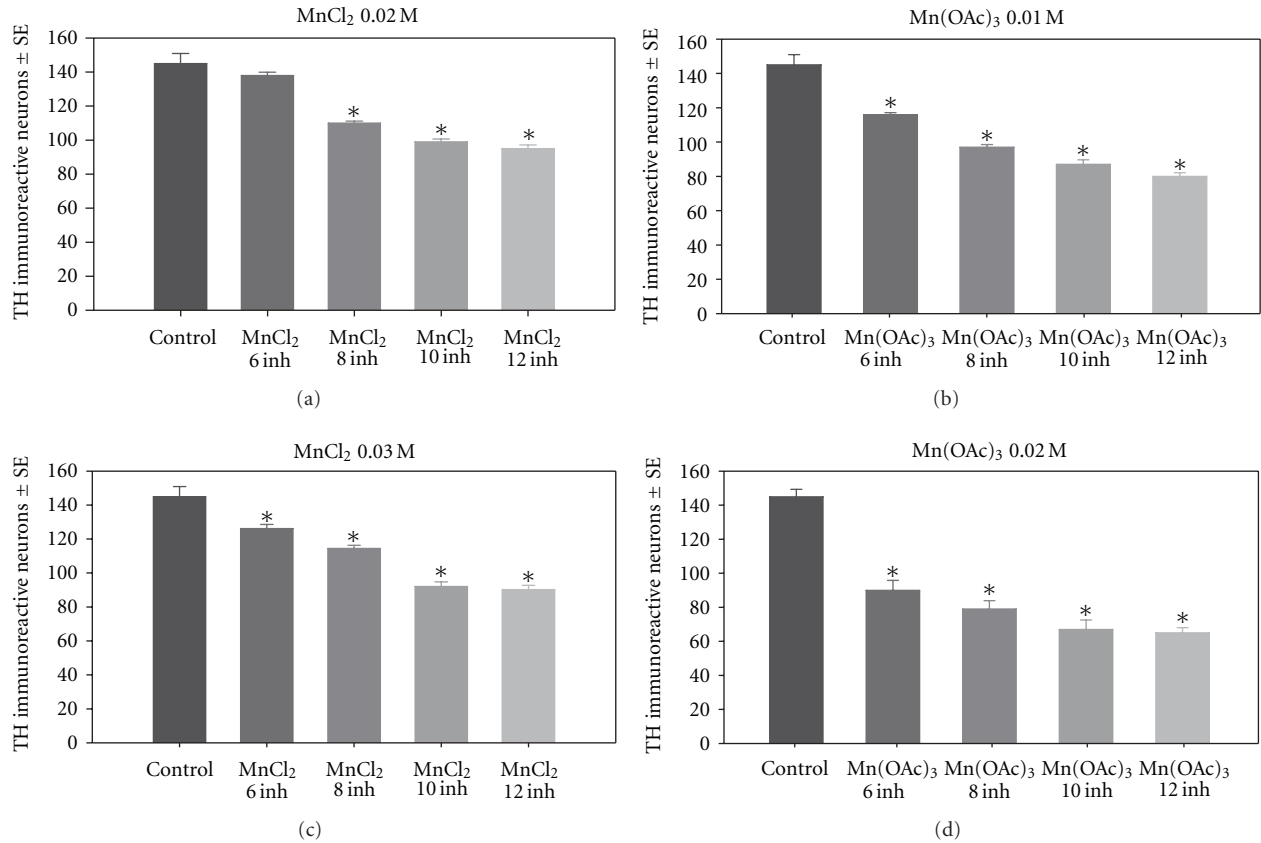 MnCl₂ 0.02 M
TH immunoreactive neurons ± SE
160
140
120
100
80
60
40
20
0
*
*
*
Control
MnCl₂ 6 inh
MnCl₂ 8 inh
MnCl₂ 10 inh
MnCl₂ 12 inh
(a)
Mn(OAc)₃ 0.01 M
TH immunoreactive neurons ± SE
160
140
120
100
80
60
40
20
0
*
*
*
*
Control
Mn(OAc)₃ 6 inh
Mn(OAc)₃ 8 inh
Mn(OAc)₃ 10 inh
Mn(OAc)₃ 12 inh
(b)
MnCl₂ 0.03 M
TH immunoreactive neurons ± SE
160
140
120
100
80
60
40
20
0
*
*
*
*
Control
MnCl₂ 6 inh
MnCl₂ 8 inh
MnCl₂ 10 inh
MnCl₂ 12 inh
(c)
Mn(OAc)₃ 0.02 M
TH immunoreactive neurons ± SE
160
140
120
100
80
60
40
20
0
*
*
*
*
Control
Mn(OAc)₃ 6 inh
Mn(OAc)₃ 8 inh
Mn(OAc)₃ 10 inh
Mn(OAc)₃ 12 inh
(d)